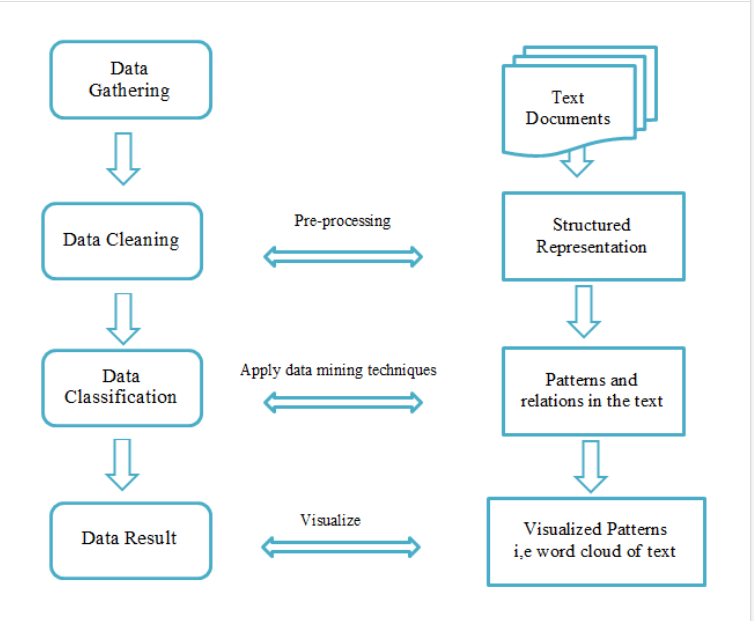 Data
Gathering
Text
Documents
Data Cleaning
Pre-processing
Structured
Representation
Data
Classification
Apply data mining techniques
Patterns and
relations in the text
Data Result
Visualize
Visualized Patterns
i,e word cloud of text